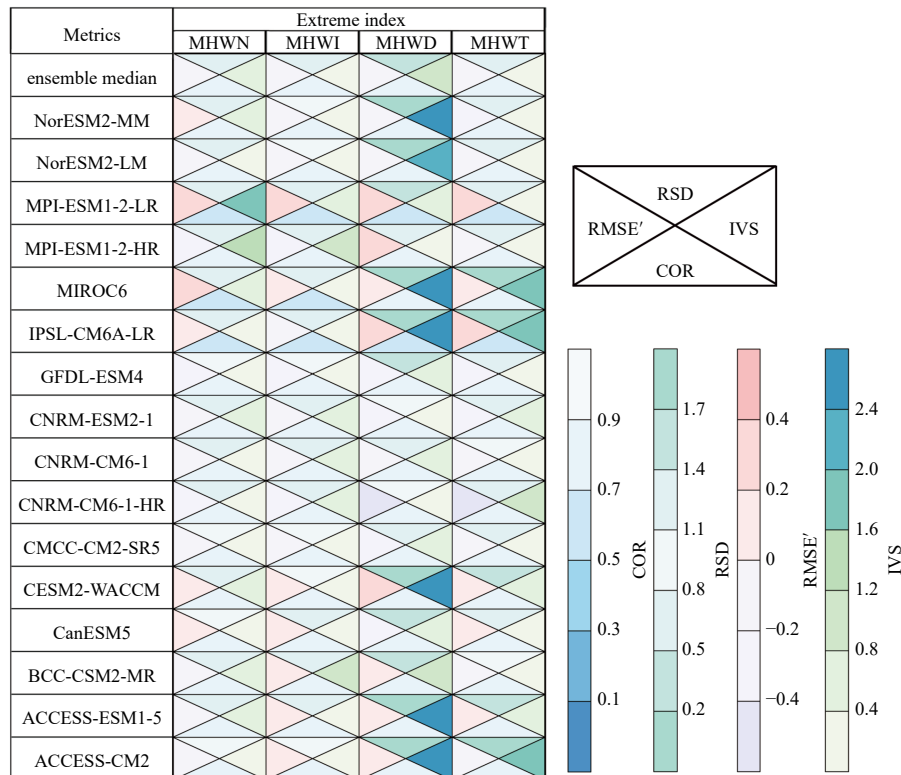 Metrics
Extreme index
MHWN MHWI MHWD MHWT
ensemble median
NorESM2-MM
NorESM2-LM
MPI-ESM1-2-LR
MPI-ESM1-2-HR
MIROC6
IPSL-CM6A-LR
GFDL-ESM4
CNRM-ESM2-1
CNRM-CM6-1
CNRM-CM6-1-HR
CMCC-CM2-SR5
CESM2-WACCM
CanESM5
BCC-CSM2-MR
ACCESS-ESM1-5
ACCESS-CM2
RSD
RMSE′ IVS
COR
0.9
0.7
0.5
0.3
0.1
COR
1.7
1.4
1.1
0.8
0.5
0.2
RSD
0.4
0.2
0
−0.2
−0.4
RMSE′
2.4
2.0
1.6
1.2
0.8
0.4
IVS